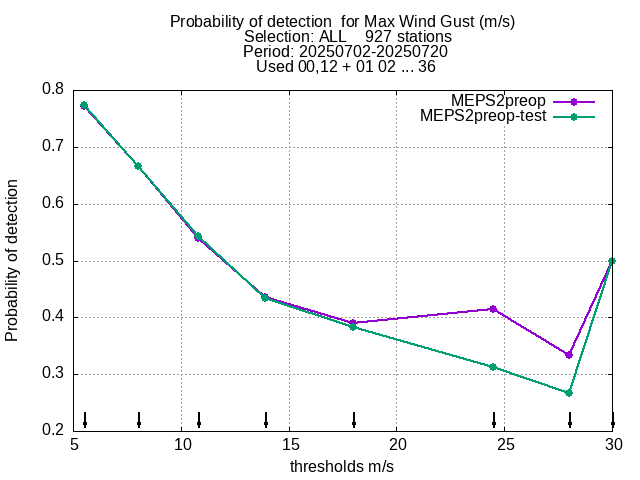 Probability of detection  for Max Wind Gust (m/s)
Selection: ALL    927 stations
Period: 20250702-20250720
Used 00,12 + 01 02 ... 36
MEPS2preop
MEPS2preop-test
0.8
0.7
0.6
0.5
0.4
0.3
0.2
Probability of detection
5 10 15 20 25 30
thresholds m/s